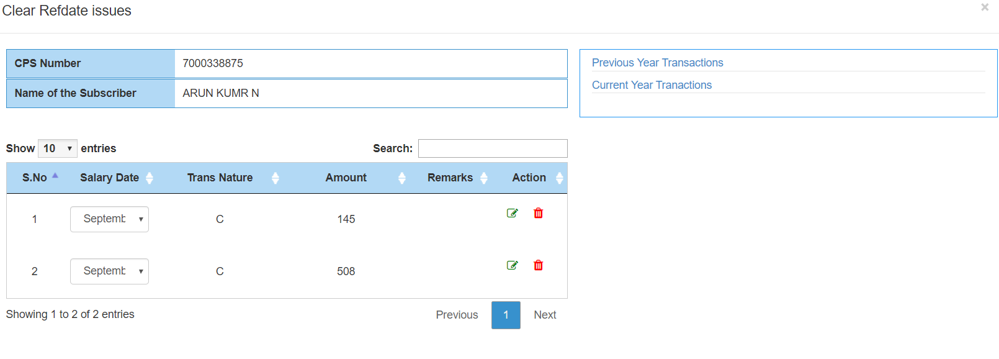 Clear Refdate issues ×
CPS Number 7000338875
Name of the Subscriber ARUN KUMR N
Previous Year Transactions
Current Year Tranactions
Show 10 entries Search:
S.No Salary Date Trans Nature Amount Remarks Action
1 Septemb C 145
2 Septemb C 508
Showing 1 to 2 of 2 entries Previous 1 Next